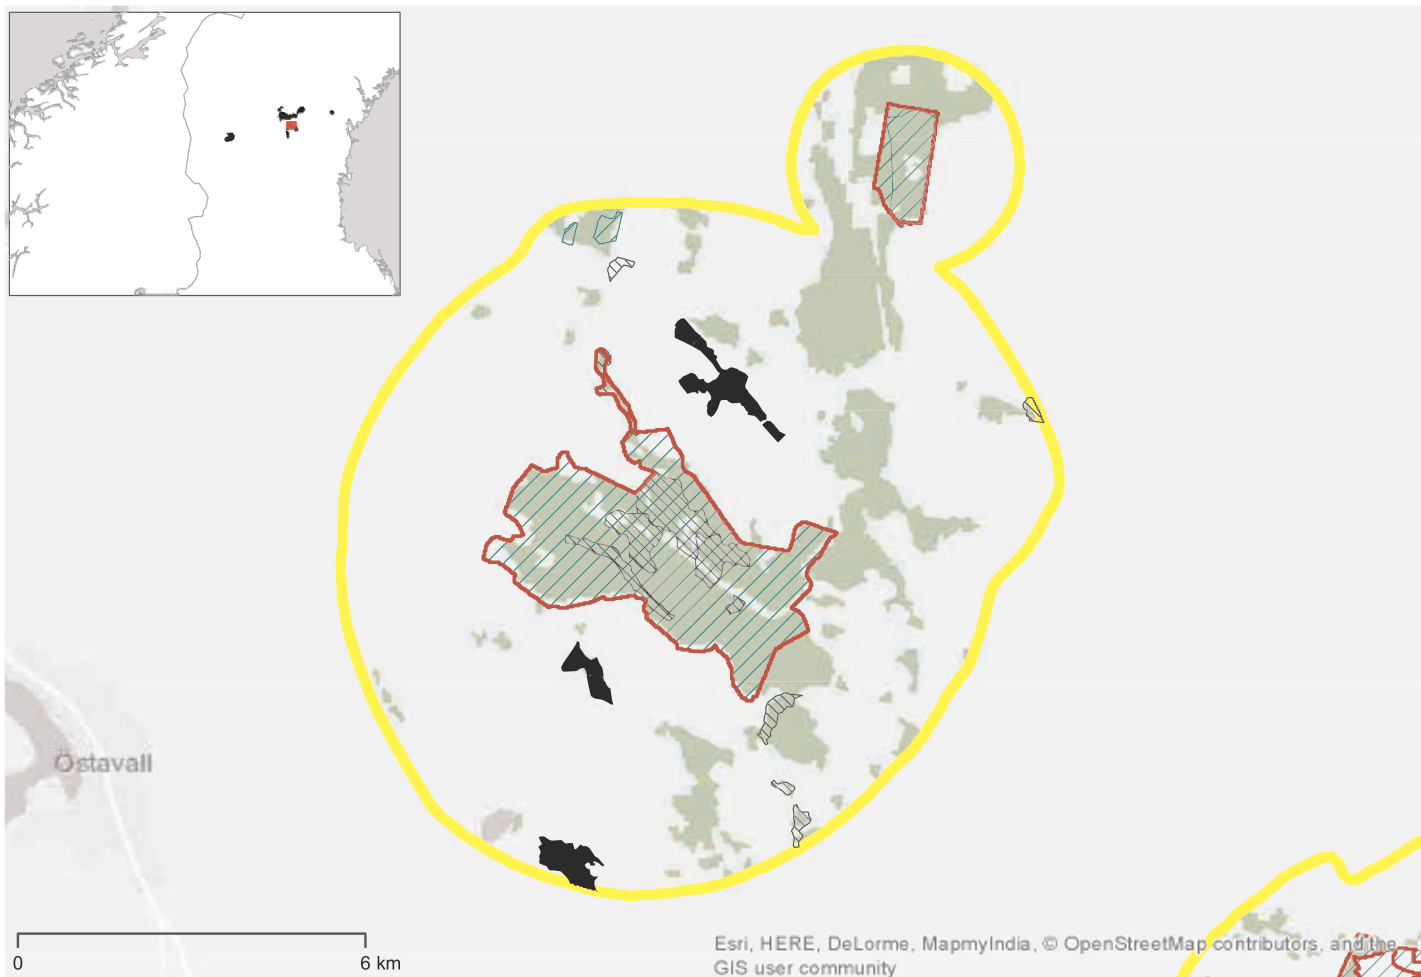 Östavall
0
6 km
Esri, HERE, DeLorme, MapmyIndia, © OpenStreetMap contributors, and the
GIS user community